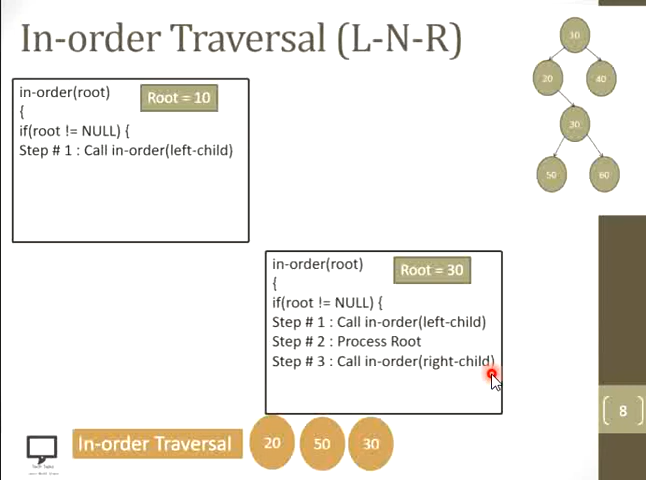 In-order Traversal (L-N-R)
in-order(root)
Root = 10
{
if(root != NULL) {
Step # 1 : Call in-order(left-child)
10
20
40
30
50
60
in-order(root)
Root = 30
{
if(root != NULL) {
Step # 1 : Call in-order(left-child)
Step # 2 : Process Root
Step # 3 : Call in-order(right-child)
8
In-order Traversal
20
50
30